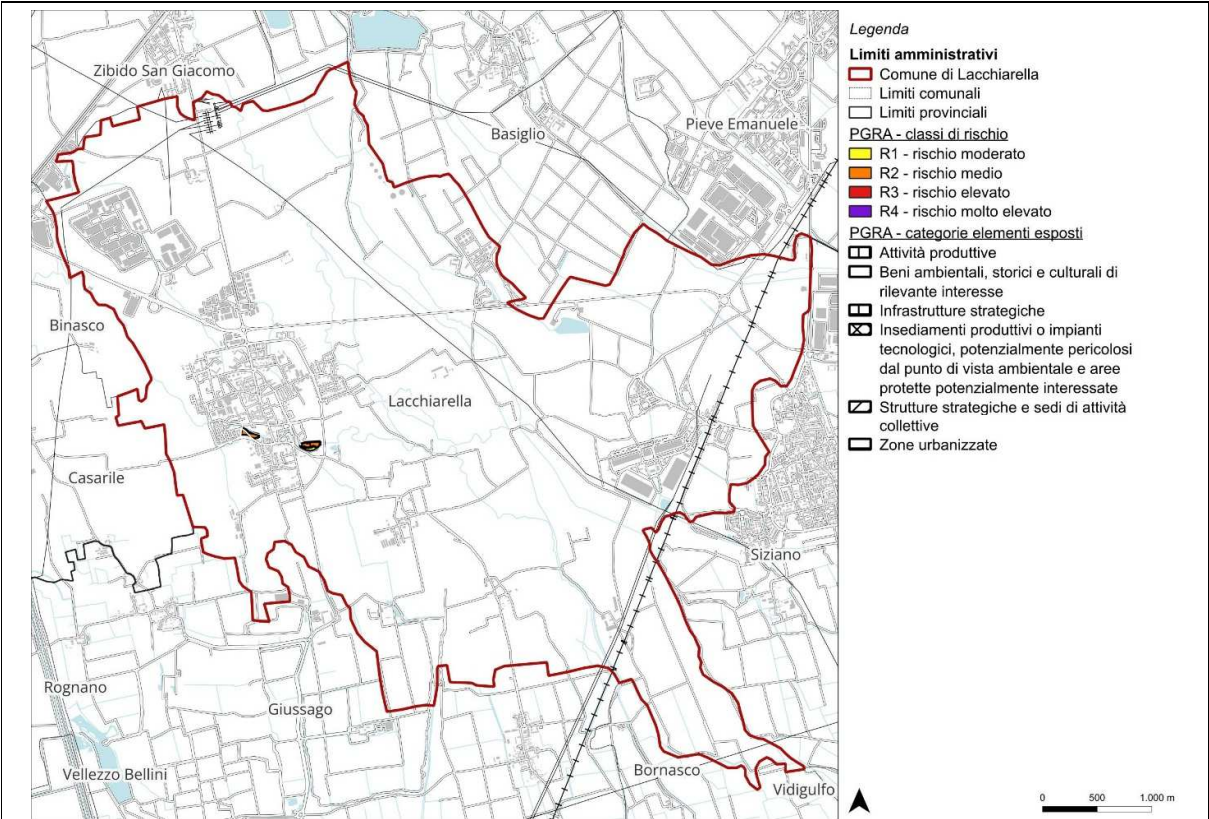 Zibido San Giacomo
Basiglio
Pieve Emanuele
Binasco
Lacchiarella
Casarile
Siziano
Rognano
Giussago
Vellezzo Bellini
Bornasco
Vidigulfo
Legenda
Limiti amministrativi
Comune di Lacchiarella
Limiti comunali
Limiti provinciali
PGRA - classi di rischio
R1 - rischio moderato
R2 - rischio medio
R3 - rischio elevato
R4 - rischio molto elevato
PGRA - categorie elementi esposti
Attività produttive
Beni ambientali, storici e culturali di
rilevante interesse
Infrastrutture strategiche
Insediamenti produttivi o impianti
tecnologici, potenzialmente pericolosi
dal punto di vista ambientale e aree
protette potenzialmente interessate
Strutture strategiche e sedi di attività
collettive
Zone urbanizzate
0 500 1.000 m